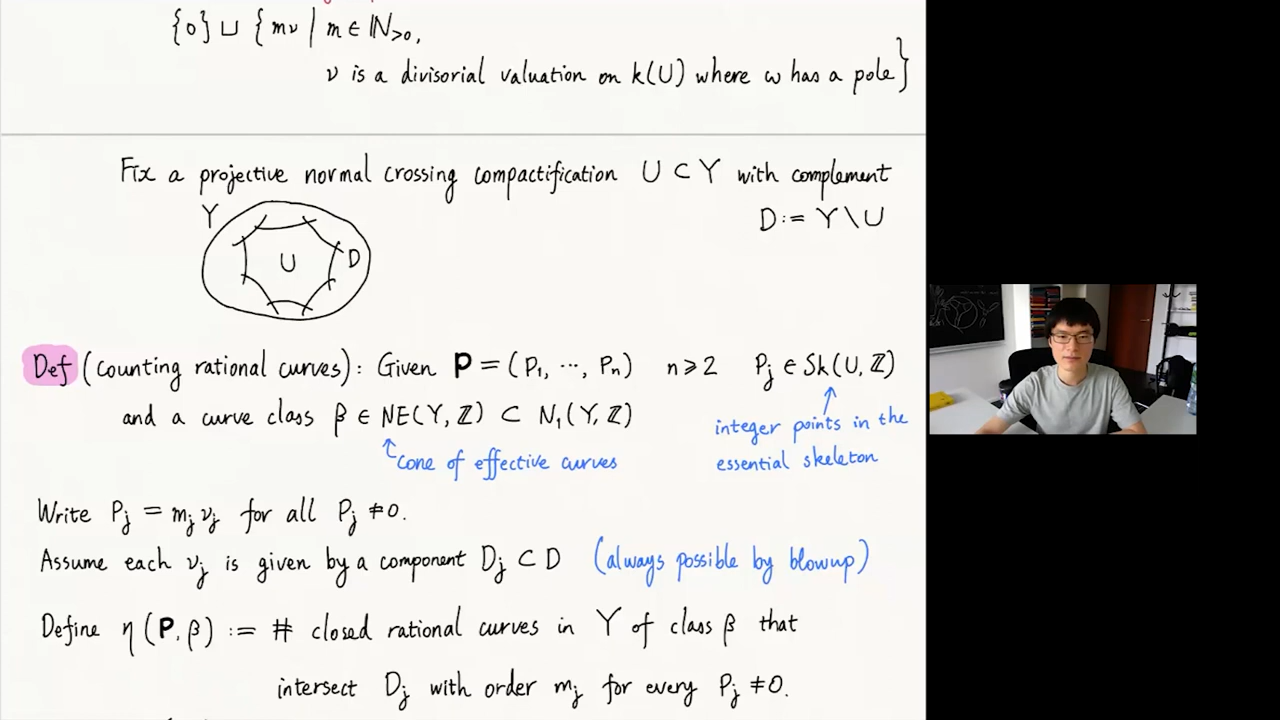 {0} ⊔ { mν | m ∈ ℕ>0,
ν is a divisorial valuation on k(U) where ω has a pole }
Fix a projective normal crossing compactification U ⊂ Y with complement
D := Y \ U
Y
U
D
Def (counting rational curves): Given P = (P₁, ⋯, Pₙ) n ⩾ 2 Pⱼ ∈ Sk(U, ℤ)
and a curve class β ∈ NE(Y, ℤ) ⊂ N₁(Y, ℤ)
integer points in the
essential skeleton
cone of effective curves
Write Pⱼ = mⱼνⱼ for all Pⱼ ≠ 0.
Assume each νⱼ is given by a component Dⱼ ⊂ D (always possible by blowup)
Define η(P, β) := # closed rational curves in Y of class β that
intersect Dⱼ with order mⱼ for every Pⱼ ≠ 0.